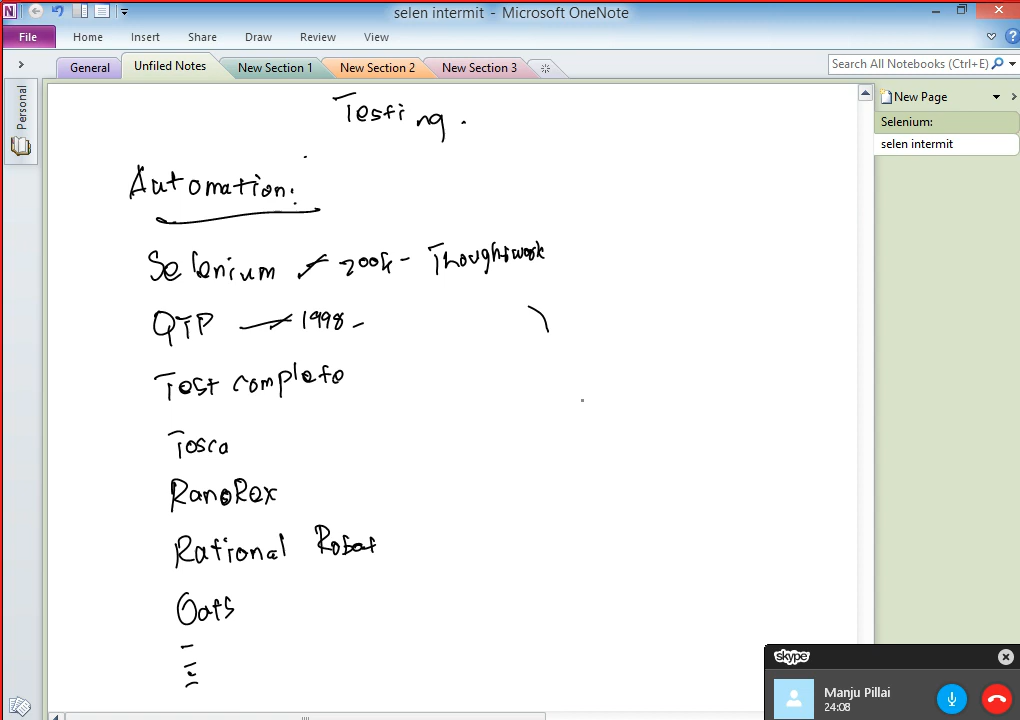 selen intermit - Microsoft OneNote
File Home Insert Share Draw Review View
General Unfiled Notes New Section 1 New Section 2 New Section 3
Search All Notebooks (Ctrl+E)
Personal
New Page
Selenium:
selen intermit
Testing.
Automation:
Selenium - 2004 - Thoughtswork
QTP - 1998 -
Test complete
Tosca
RanoRex
Rational Robot
Oats
skype
Manju Pillai
24:08